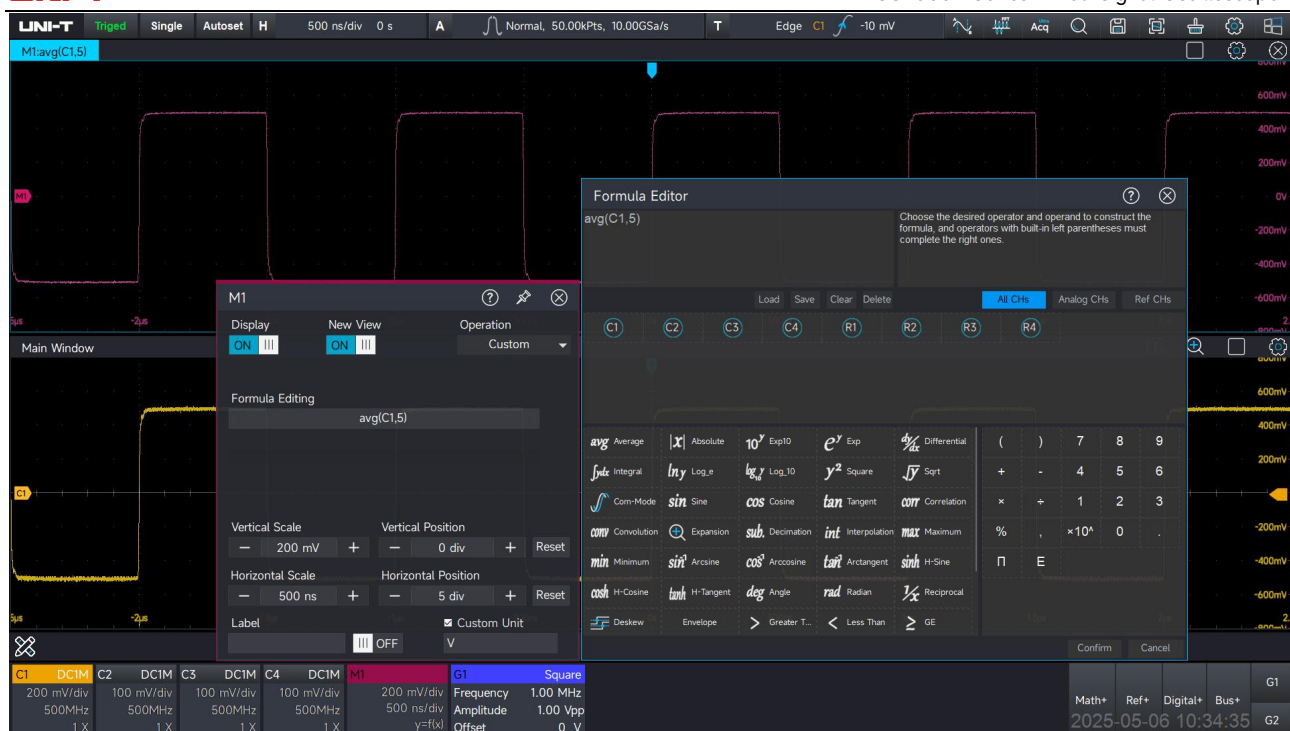 UNI-T Triged Single Autoset H 500 ns/div 0 s A Normal, 50.00kPts, 10.00GSa/s T Edge C1 -10 mV Ultra Acq
M1:avg(C1,5)
800mV
600mV
400mV
200mV
M1
0V
-200mV
-400mV
-600mV
-800mV
5μs -2μs 2.
Main Window
800mV
600mV
400mV
200mV
C1
-200mV
-400mV
-600mV
-800mV
5μs -2μs 2.
M1 ?
Display New View Operation
ON ON Custom
Formula Editing
avg(C1,5)
Vertical Scale Vertical Position
− 200 mV + − 0 div + Reset
Horizontal Scale Horizontal Position
− 500 ns + − 5 div + Reset
Label Custom Unit
OFF V
Formula Editor ?
avg(C1,5)
Choose the desired operator and operand to construct the
formula, and operators with built-in left parentheses must
complete the right ones.
Load Save Clear Delete All CHs Analog CHs Ref CHs
C1 C2 C3 C4 R1 R2 R3 R4
avg Average |x| Absolute 10^y Exp10 e^y Exp dy/dx Differential ( ) 7 8 9
∫ydx Integral ln y Log_e log10 y Log_10 y² Square √y Sqrt + - 4 5 6
Com-Mode sin Sine cos Cosine tan Tangent corr Correlation × ÷ 1 2 3
conv Convolution Expansion sub. Decimation int Interpolation max Maximum % , ×10^ 0 .
min Minimum sin⁻¹ Arcsine cos⁻¹ Arccosine tan⁻¹ Arctangent sinh H-Sine Π E
cosh H-Cosine tanh H-Tangent deg Angle rad Radian 1/x Reciprocal
Deskew Envelope > Greater T... < Less Than ≥ GE
Confirm Cancel
C1 DC1M C2 DC1M C3 DC1M C4 DC1M M1 G1 Square
200 mV/div 100 mV/div 100 mV/div 100 mV/div 200 mV/div Frequency 1.00 MHz
500MHz 500MHz 500MHz 500MHz 500 ns/div Amplitude 1.00 Vpp
1 X 1 X 1 X 1 X y=f(x) Offset 0 V
Math+ Ref+ Digital+ Bus+ G1
2025-05-06 10:34:35 G2